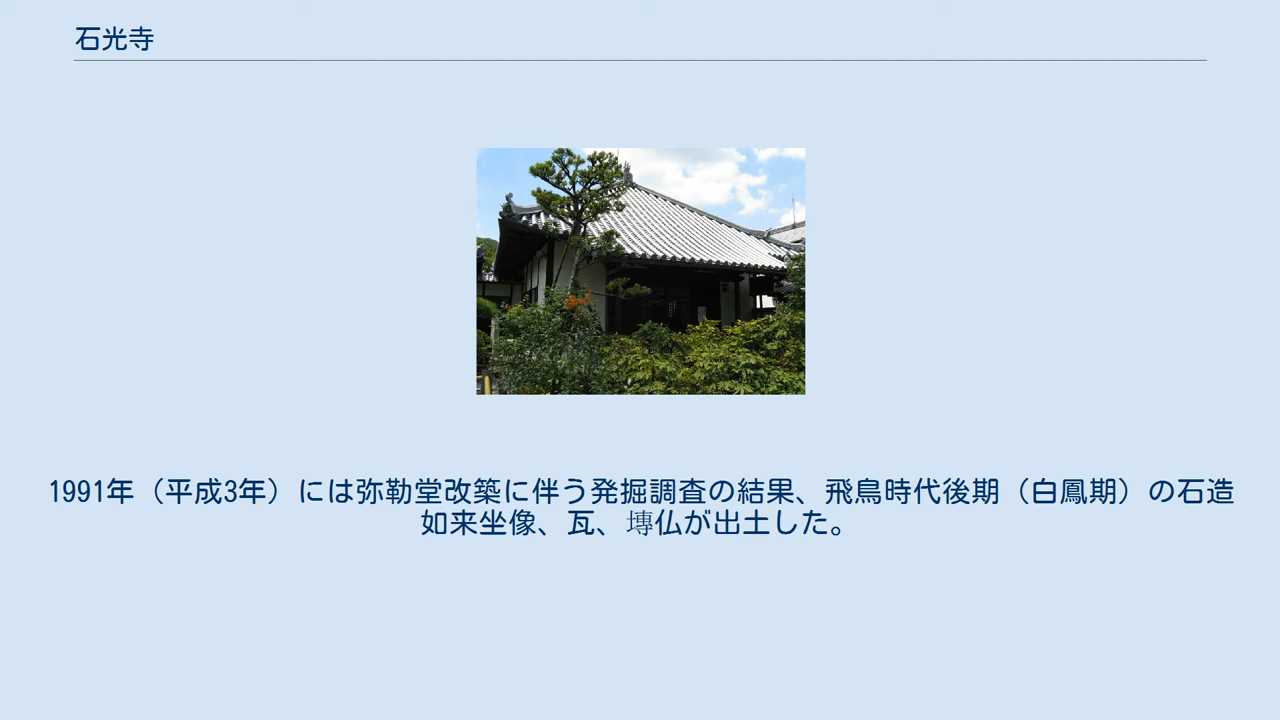 石光寺
1991年（平成3年）には弥勒堂改築に伴う発掘調査の結果、飛鳥時代後期（白鳳期）の石造
如来坐像、瓦、塼仏が出土した。